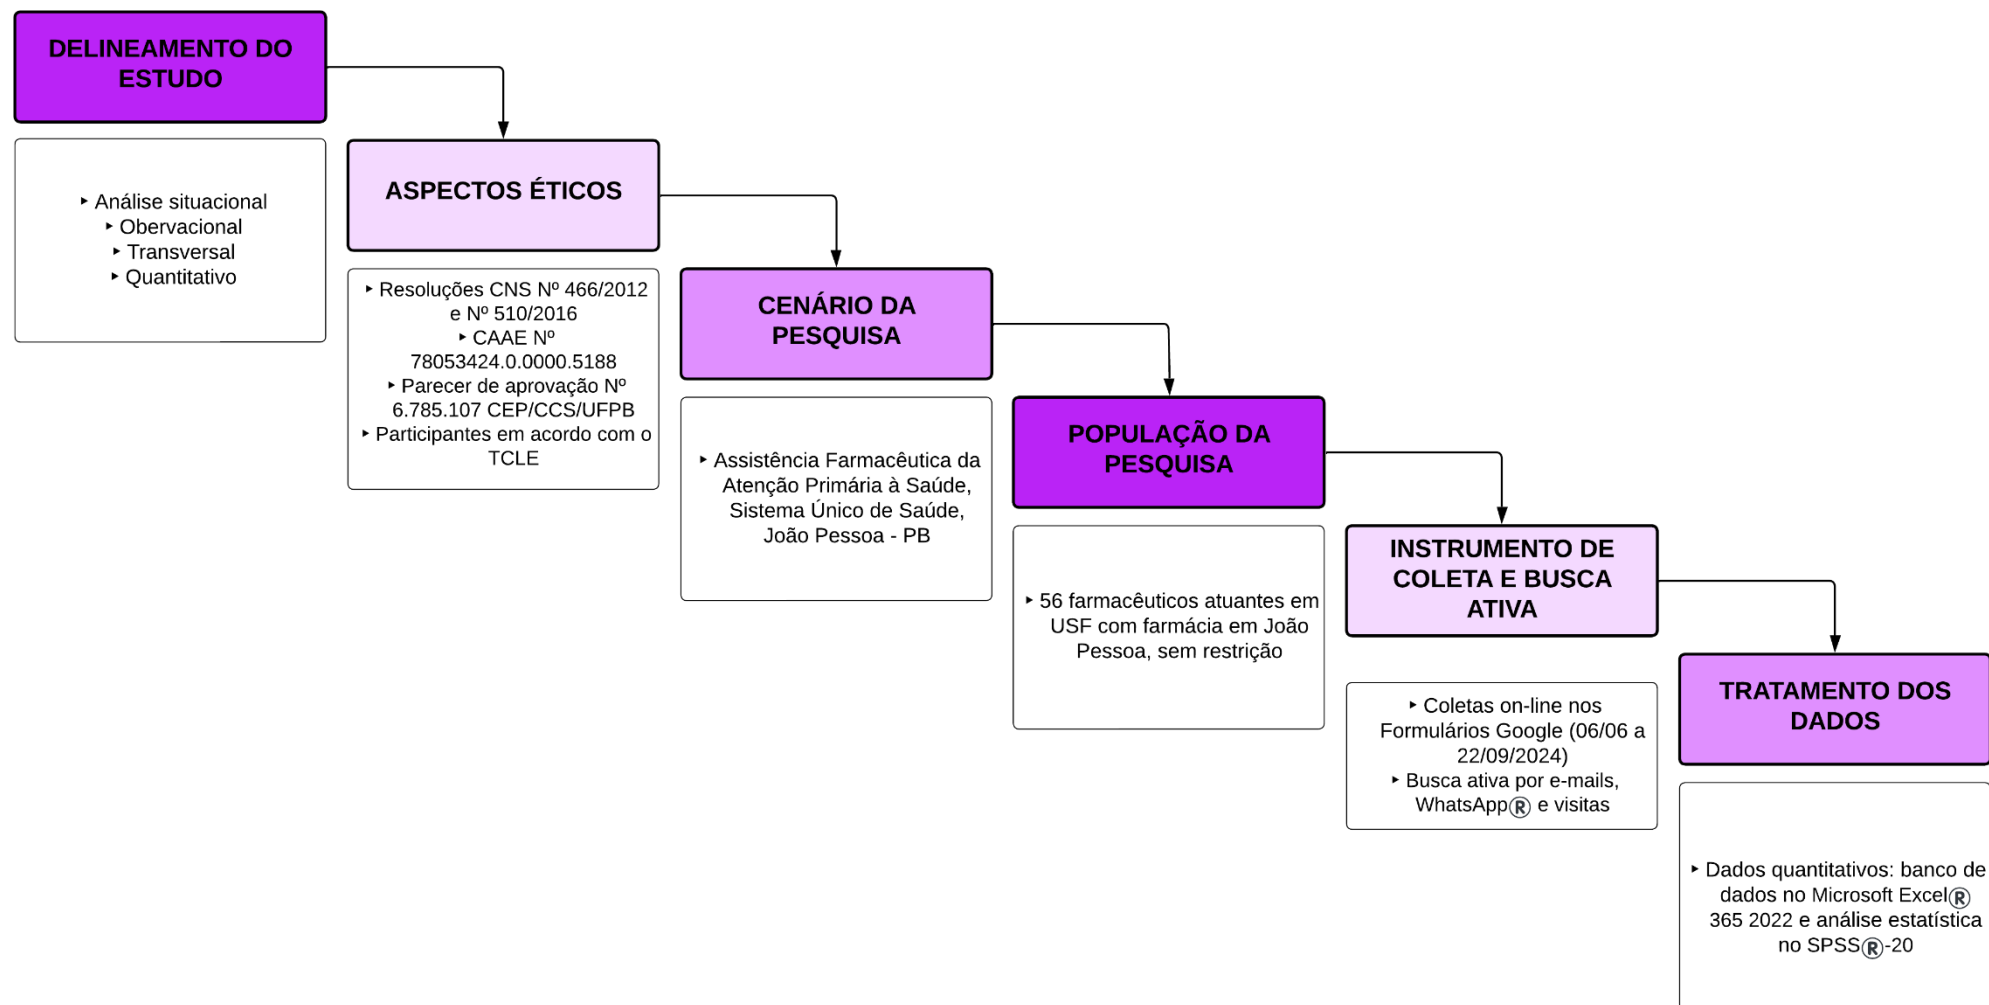 DELINEAMENTO DO
ESTUDO
‣ Análise situacional
‣ Obervacional
‣ Transversal
‣ Quantitativo
ASPECTOS ÉTICOS
‣ Resoluções CNS Nº 466/2012
e Nº 510/2016
‣ CAAE Nº
78053424.0.0000.5188
‣ Parecer de aprovação Nº
6.785.107 CEP/CCS/UFPB
‣ Participantes em acordo com o
TCLE
CENÁRIO DA
PESQUISA
‣ Assistência Farmacêutica da
Atenção Primária à Saúde,
Sistema Único de Saúde,
João Pessoa - PB
POPULAÇÃO DA
PESQUISA
‣ 56 farmacêuticos atuantes em
USF com farmácia em João
Pessoa, sem restrição
INSTRUMENTO DE
COLETA E BUSCA
ATIVA
‣ Coletas on-line nos
Formulários Google (06/06 a
22/09/2024)
‣ Busca ativa por e-mails,
WhatsApp® e visitas
TRATAMENTO DOS
DADOS
‣ Dados quantitativos: banco de
dados no Microsoft Excel®
365 2022 e análise estatística
no SPSS®-20